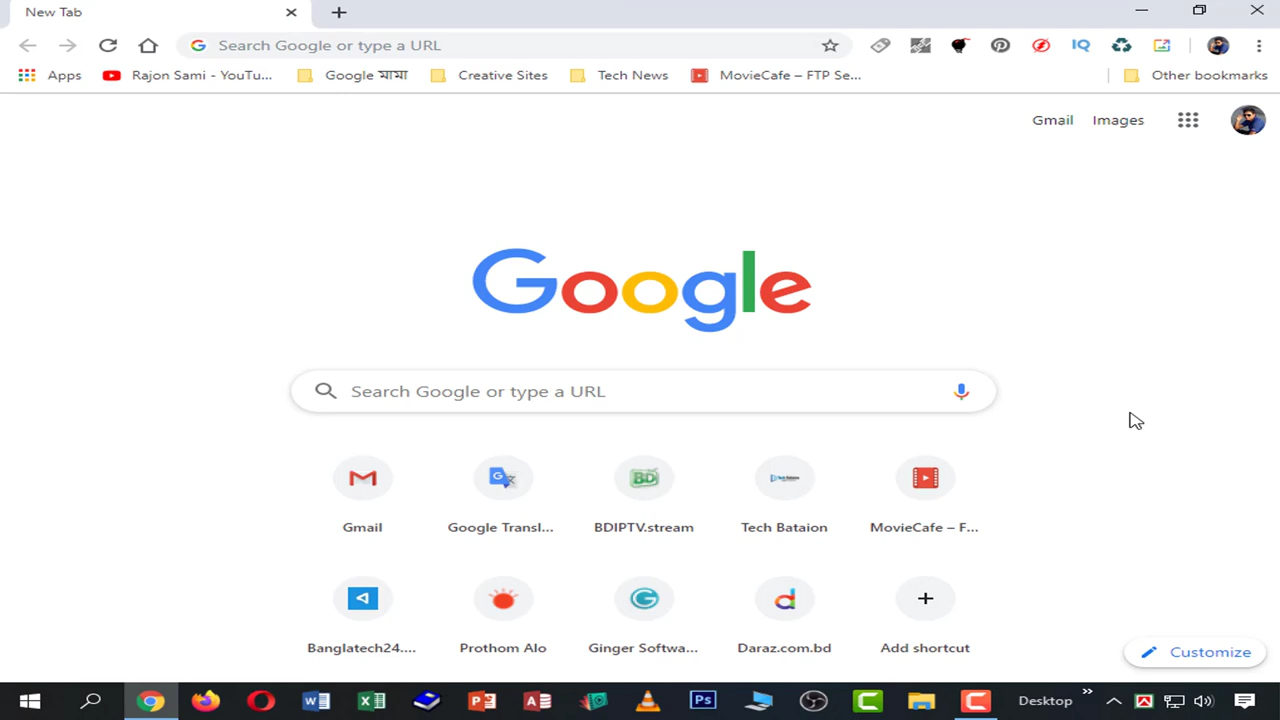 New Tab
Search Google or type a URL
Apps Rajon Sami - YouTu... Google মামা Creative Sites Tech News MovieCafe – FTP Se... Other bookmarks
Gmail Images
Google
Search Google or type a URL
Gmail Google Transl... BDIPTV.stream Tech Bataion MovieCafe – F...
Banglatech24.... Prothom Alo Ginger Softwa... Daraz.com.bd Add shortcut
Customize
Desktop